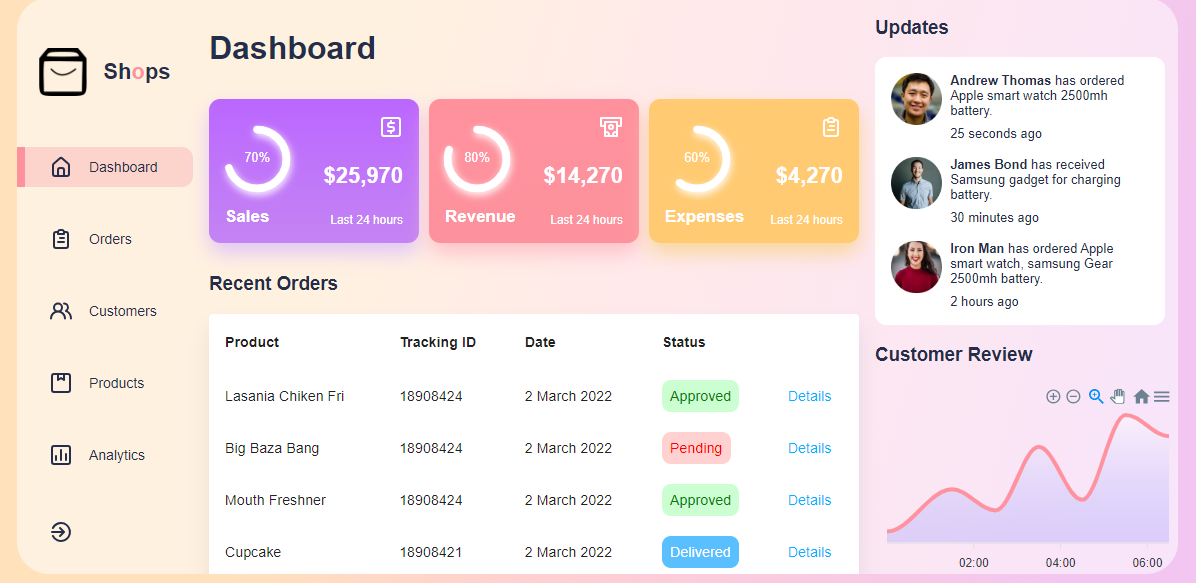 Shops
Dashboard
Orders
Customers
Products
Analytics
Dashboard
70%
$25,970
Sales
Last 24 hours
80%
$14,270
Revenue
Last 24 hours
60%
$4,270
Expenses
Last 24 hours
Recent Orders
Product Tracking ID Date Status
Lasania Chiken Fri 18908424 2 March 2022 Approved Details
Big Baza Bang 18908424 2 March 2022 Pending Details
Mouth Freshner 18908424 2 March 2022 Approved Details
Cupcake 18908421 2 March 2022 Delivered Details
Updates
Andrew Thomas has ordered
Apple smart watch 2500mh
battery.
25 seconds ago
James Bond has received
Samsung gadget for charging
battery.
30 minutes ago
Iron Man has ordered Apple
smart watch, samsung Gear
2500mh battery.
2 hours ago
Customer Review
02:00 04:00 06:00